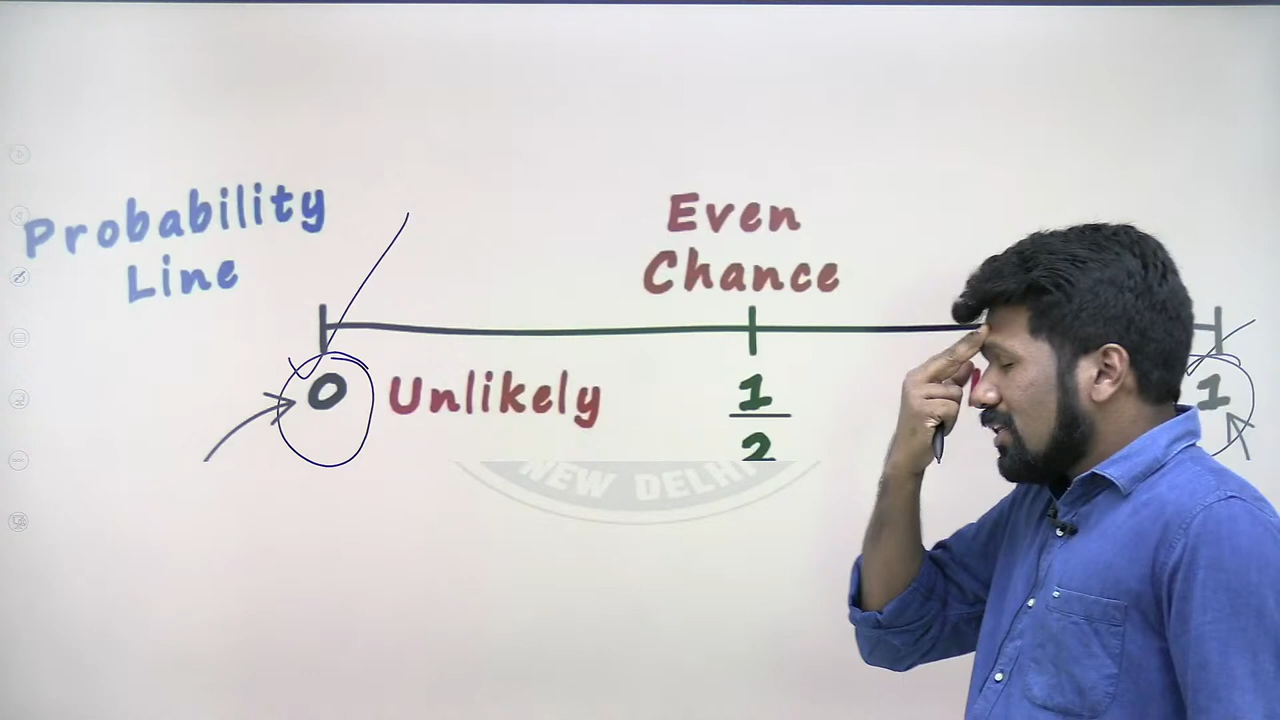 Probability
Line
Even
Chance
0
Unlikely
1
2
1
NEW DELHI